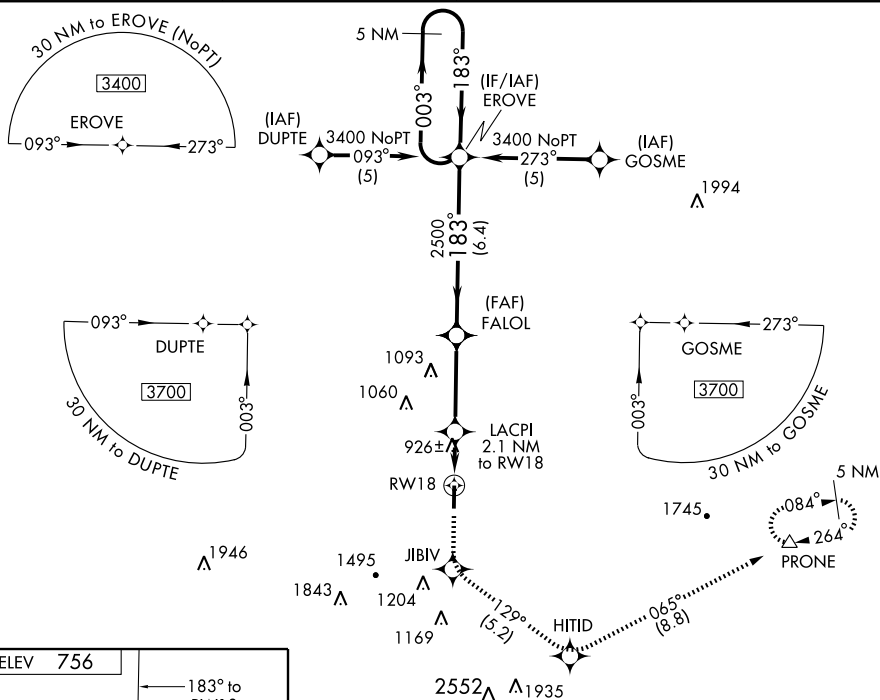 30 NM to EROVE (NoPT)
3400
EROVE
093°
273°
5 NM
003°
183°
(IF/IAF)
EROVE
(IAF)
DUPTE
3400 NoPT
093°
(5)
3400 NoPT
273°
(5)
(IAF)
GOSME
1994
2500
183°
(6.4)
(FAF)
FALOL
093°
DUPTE
3700
003°
30 NM to DUPTE
273°
GOSME
3700
003°
30 NM to GOSME
1093
1060
LACPI
2.1 NM
to RW18
926±
RW18
5 NM
084°
264°
PRONE
1745
1946
1495
1843
JIBIV
1204
1169
129°
(5.2)
HITID
065°
(8.8)
2552
1935
ELEV 756
183° to